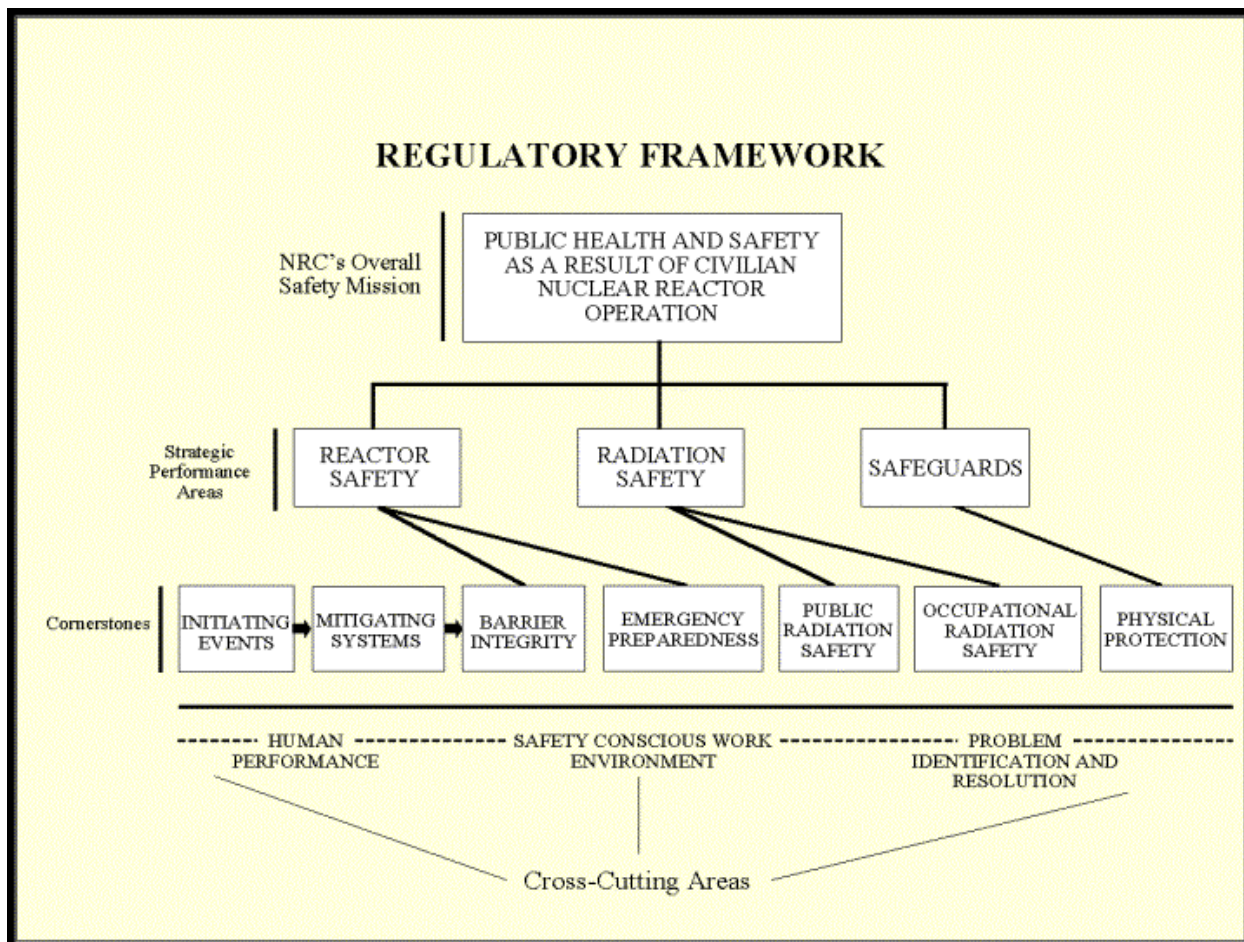 REGULATORY FRAMEWORK
NRC's Overall
Safety Mission
PUBLIC HEALTH AND SAFETY
AS A RESULT OF CIVILIAN
NUCLEAR REACTOR
OPERATION
Strategic
Performance
Areas
REACTOR
SAFETY
RADIATION
SAFETY
SAFEGUARDS
Cornerstones
INITIATING
EVENTS
MITIGATING
SYSTEMS
BARRIER
INTEGRITY
EMERGENCY
PREPAREDNESS
PUBLIC
RADIATION
SAFETY
OCCUPATIONAL
RADIATION
SAFETY
PHYSICAL
PROTECTION
HUMAN
PERFORMANCE
SAFETY CONSCIOUS WORK
ENVIRONMENT
PROBLEM
IDENTIFICATION AND
RESOLUTION
Cross-Cutting Areas